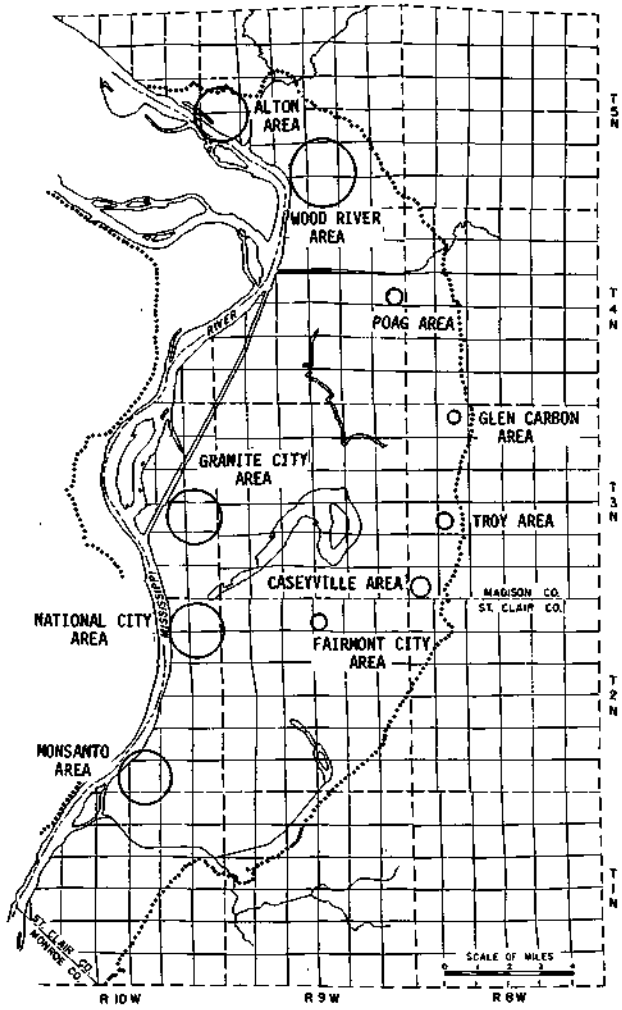 ALTON
AREA
T
5
N
WOOD RIVER
AREA
T
4
N
RIVER
POAG AREA
GLEN CARBON
AREA
GRANITE CITY
AREA
T
3
N
TROY AREA
MISSISSIPPI
CASEYVILLE AREA
MADISON CO.
ST. CLAIR CO.
NATIONAL CITY
AREA
FAIRMONT CITY
AREA
T
2
N
MONSANTO
AREA
T
1
N
ST. CLAIR CO.
MONROE CO.
SCALE OF MILES
0 1 2 3 4
R 10 W
R 9 W
R 8 W